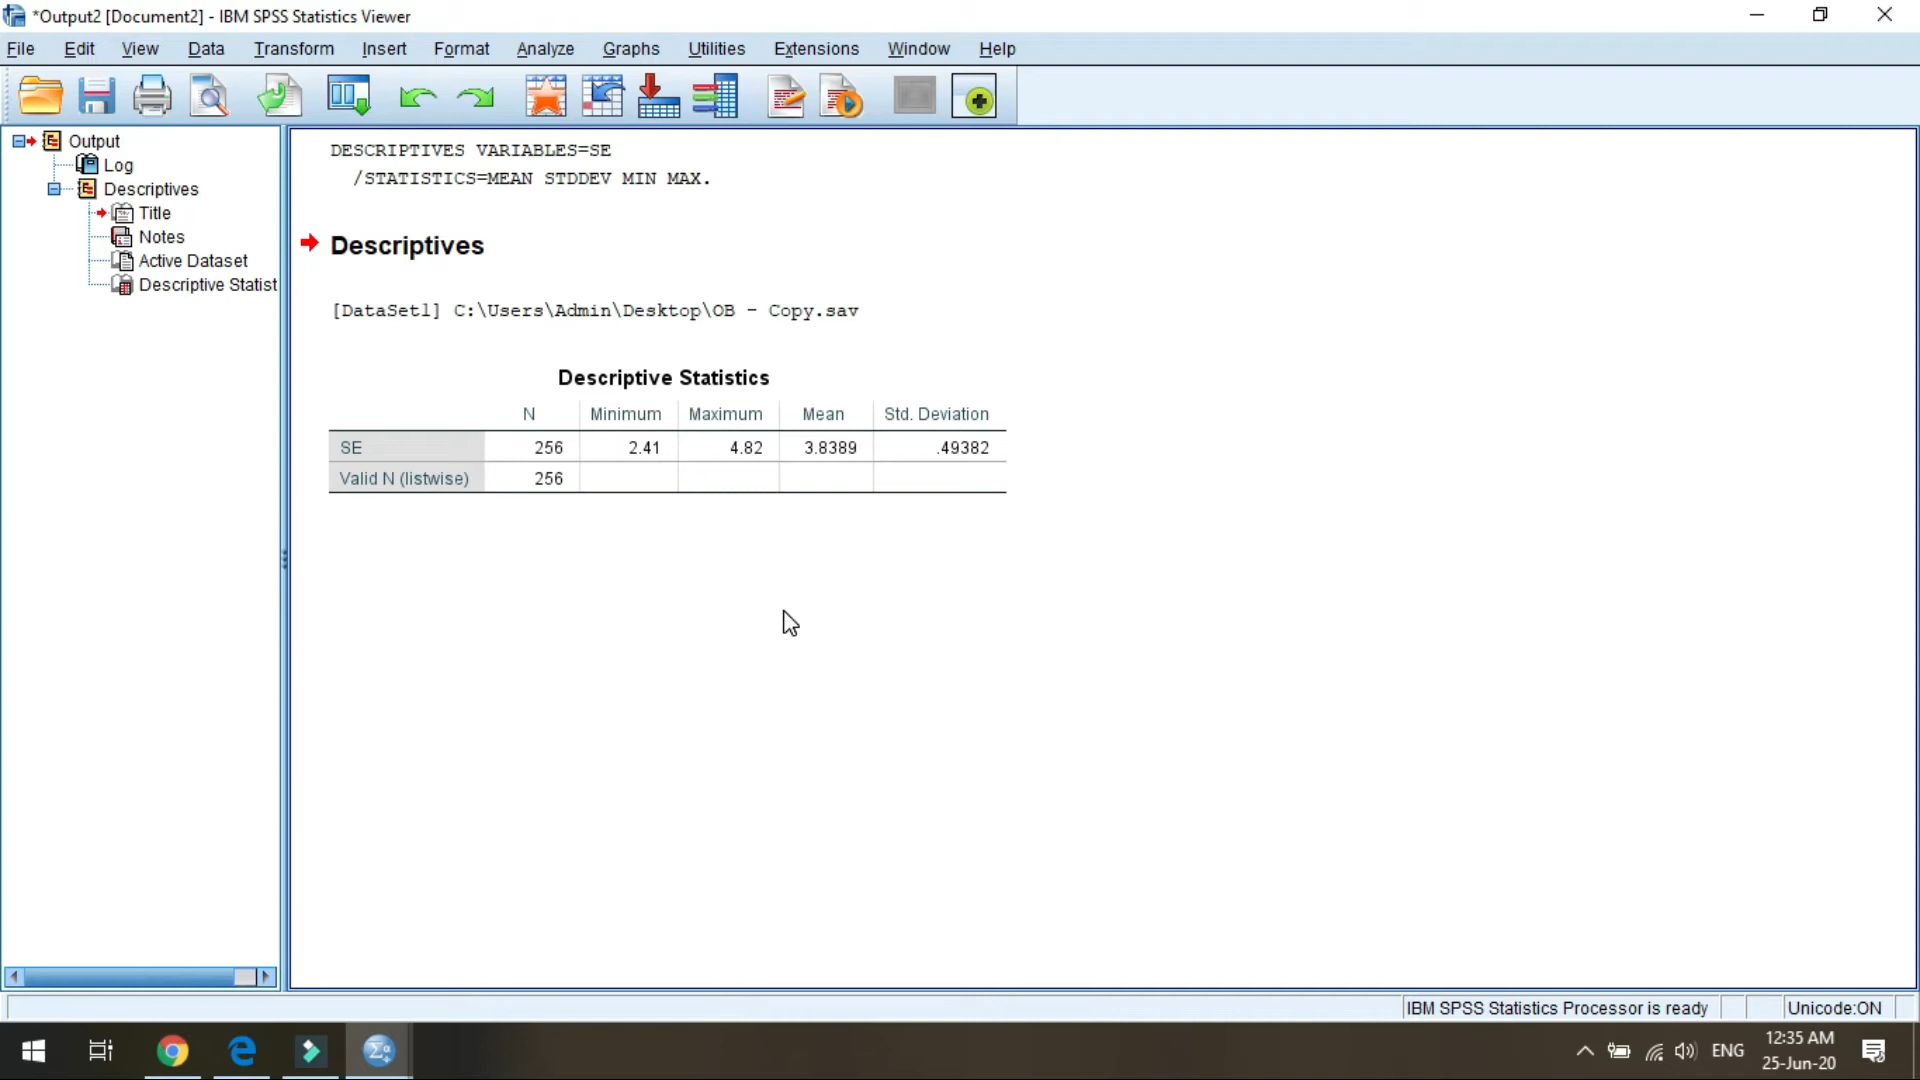 *Output2 [Document2] - IBM SPSS Statistics Viewer
File Edit View Data Transform Insert Format Analyze Graphs Utilities Extensions Window Help
Output
Log
Descriptives
Title
Notes
Active Dataset
Descriptive Statist
DESCRIPTIVES VARIABLES=SE
/STATISTICS=MEAN STDDEV MIN MAX.
Descriptives
[DataSet1] C:\Users\Admin\Desktop\OB - Copy.sav
Descriptive Statistics
N Minimum Maximum Mean Std. Deviation
SE 256 2.41 4.82 3.8389 .49382
Valid N (listwise) 256
IBM SPSS Statistics Processor is ready Unicode:ON
ENG
12:35 AM
25-Jun-20